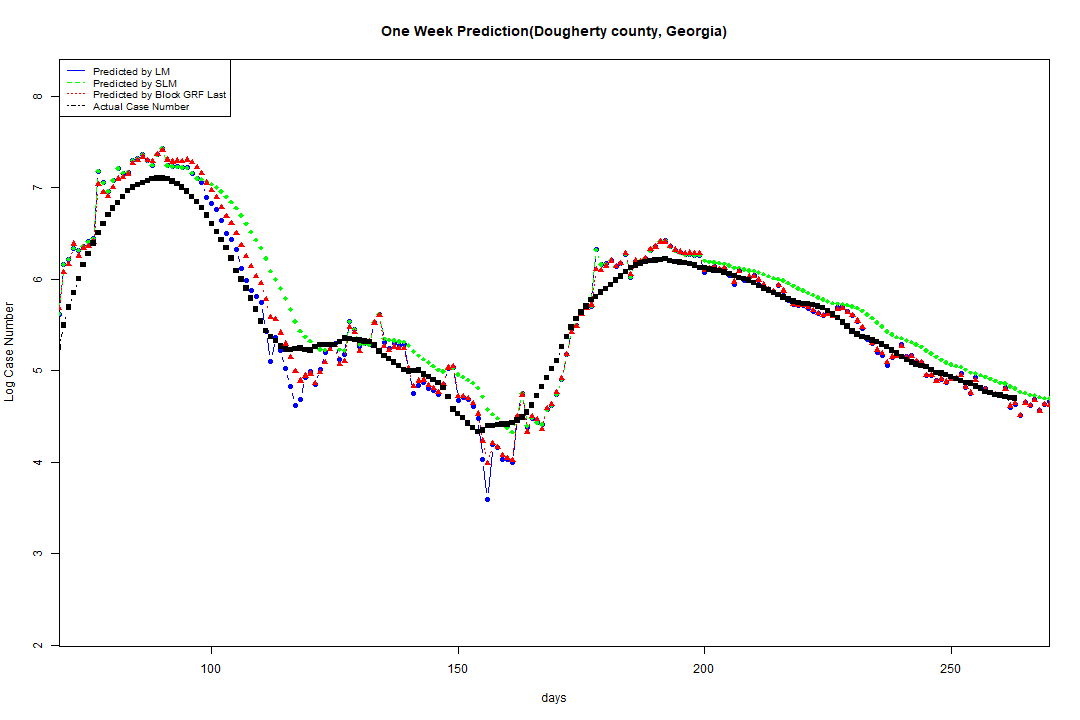 One Week Prediction(Dougherty county, Georgia)
Predicted by LM
Predicted by SLM
Predicted by Block GRF Last
Actual Case Number
8
7
6
5
4
3
2
Log Case Number
100 150 200 250
days